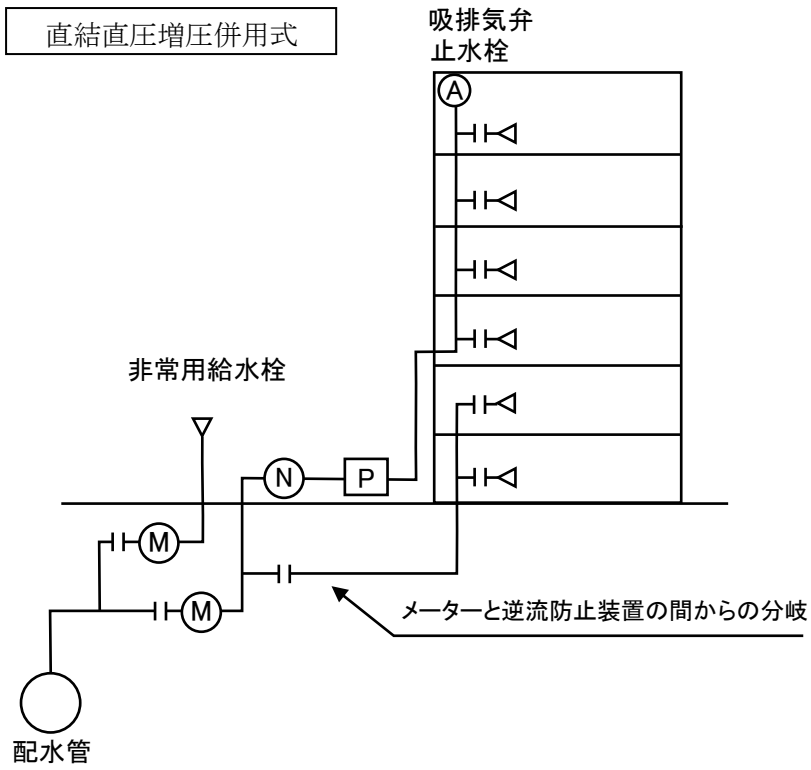 直結直圧増圧併用式
吸排気弁
止水栓
A
非常用給水栓
N
P
M
M
メーターと逆流防止装置の間からの分岐
配水管